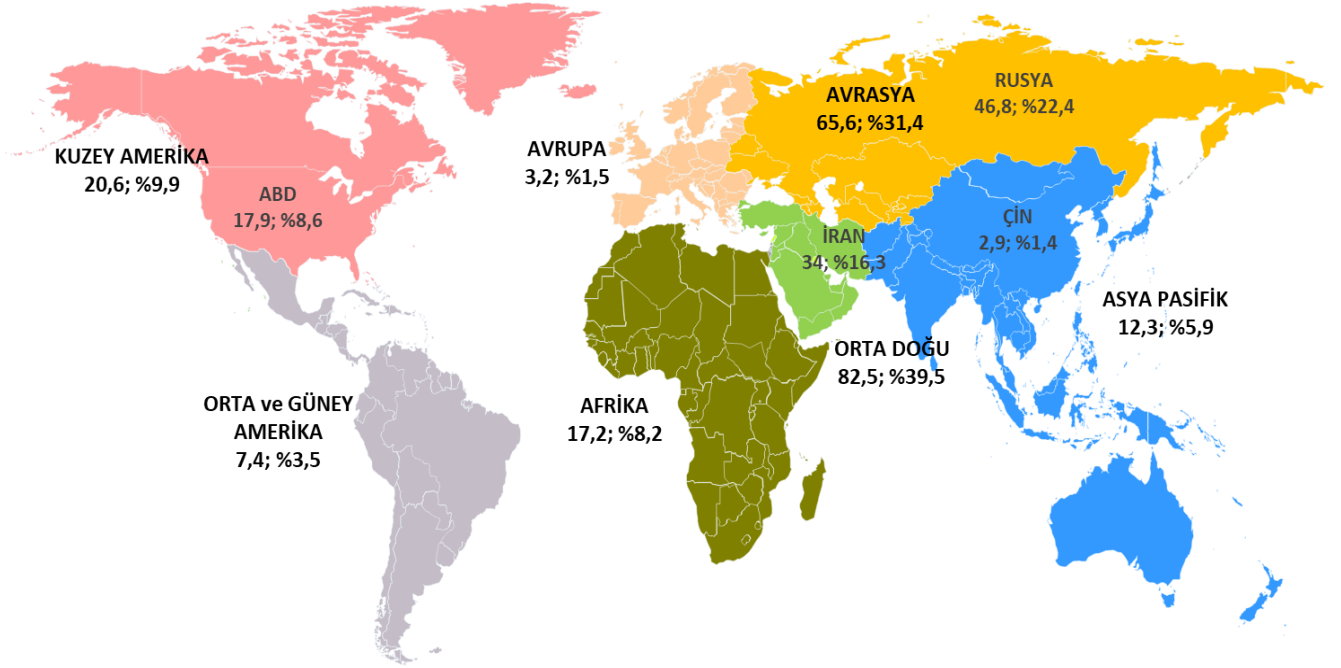 KUZEY AMERİKA
20,6; %9,9
ABD
17,9; %8,6
ORTA ve GÜNEY
AMERİKA
7,4; %3,5
AVRUPA
3,2; %1,5
AVRASYA
65,6; %31,4
RUSYA
46,8; %22,4
İRAN
34; %16,3
ÇİN
2,9; %1,4
ASYA PASİFİK
12,3; %5,9
ORTA DOĞU
82,5; %39,5
AFRİKA
17,2; %8,2